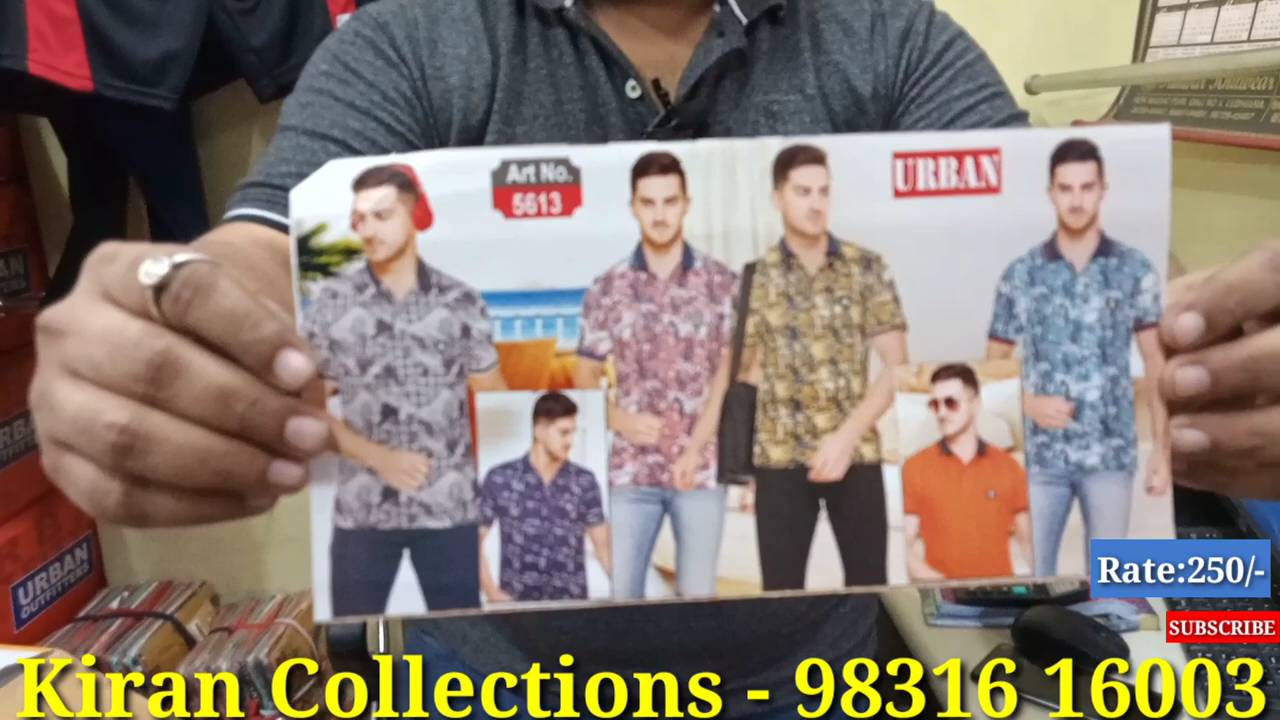 Art No.
5613
URBAN
URBAN
OUTFITTERS
Rate:250/-
SUBSCRIBE
Kiran Collections - 98316 16003